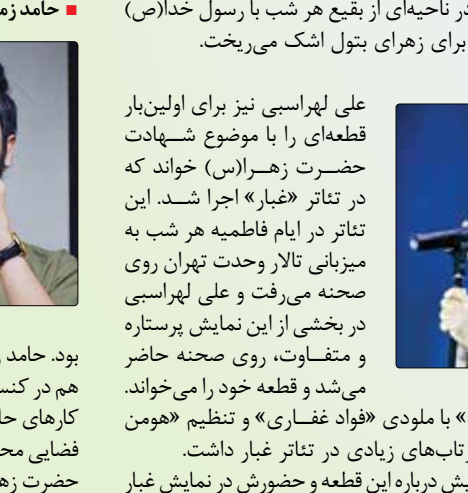 در ناحیه‌ای از بقیع هر شب با رسول خدا(ص)
برای زهرای بتول اشک می‌ریخت.
علی لهراسبی نیز برای اولین‌بار
قطعه‌ای را با موضوع شهادت
حضرت زهرا(س) خواند که
در تئاتر «غبار» اجرا شد. این
تئاتر در ایام فاطمیه هر شب به
میزبانی تالار وحدت تهران روی
صحنه می‌رفت و علی لهراسبی
در بخشی از این نمایش پرستاره
و متفاوت، روی صحنه حاضر
می‌شد و قطعه خود را می‌خواند.
» با ملودی «فواد غفاری» و تنظیم «هومن
تاب‌های زیادی در تئاتر غبار داشت.
درباره این قطعه و حضورش در نمایش غبار
■ حامد
بود. حامد
هم در
کارهای
فضایی
حضرت